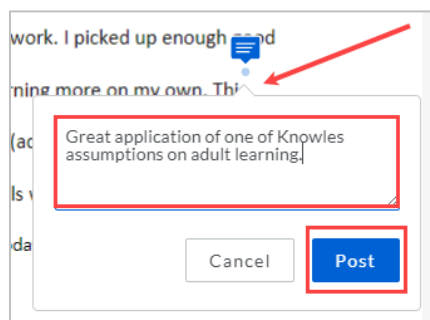 work. I picked up enough good
rning more on my own. Thi
(ad
Great application of one of Knowles
assumptions on adult learning.
ls w
oda
Cancel Post